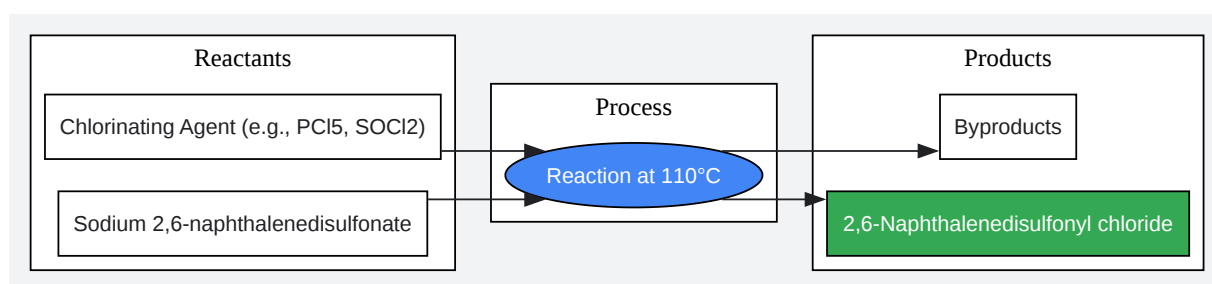 Reactants
Chlorinating Agent (e.g., PCl5, SOCl2)
Sodium 2,6-naphthalenedisulfonate
Process
Reaction at 110°C
Products
Byproducts
2,6-Naphthalenedisulfonyl chloride